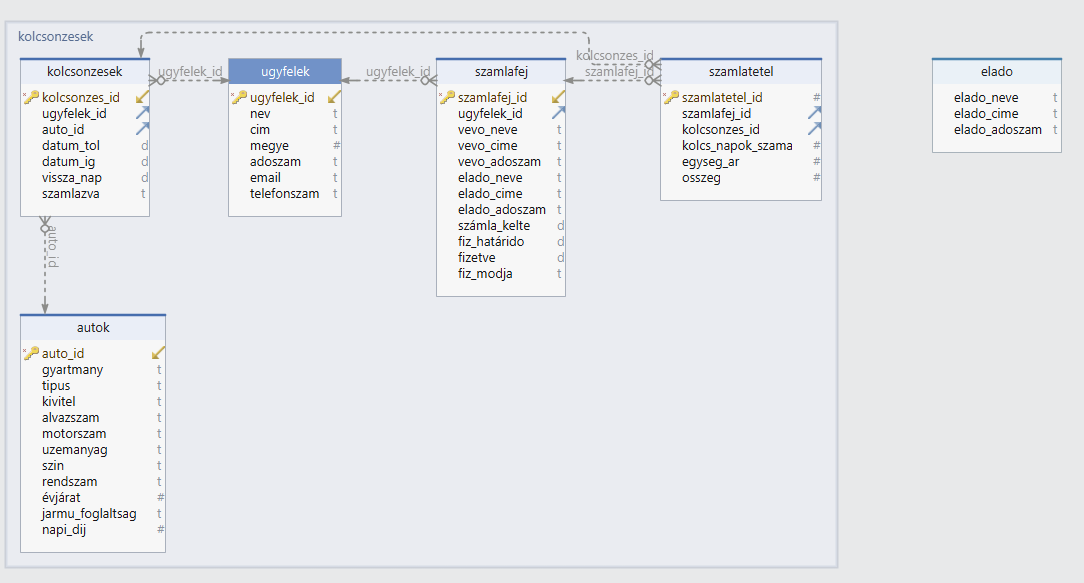 kolcsonzesek
kolcsonzesek
kolcsonzes_id
ugyfelek_id
auto_id
datum_tol d
datum_ig d
vissza_nap d
szamlazva t
ugyfelek_id
ugyfelek
ugyfelek_id
nev t
cim t
megye #
adoszam t
email t
telefonszam t
ugyfelek_id
szamlafej
szamlafej_id
ugyfelek_id
vevo_neve t
vevo_cime t
vevo_adoszam t
elado_neve t
elado_cime t
elado_adoszam t
számla_kelte d
fiz_határido d
fizetve d
fiz_modja t
kolcsonzes_id
szamlafej_id
szamlatetel
szamlatetel_id #
szamlafej_id
kolcsonzes_id
kolcs_napok_szama #
egyseg_ar #
osszeg #
elado
elado_neve t
elado_cime t
elado_adoszam t
auto_id
autok
auto_id
gyartmany t
tipus t
kivitel t
alvazszam t
motorszam t
uzemanyag t
szin t
rendszam t
évjárat #
jarmu_foglaltsag t
napi_dij #